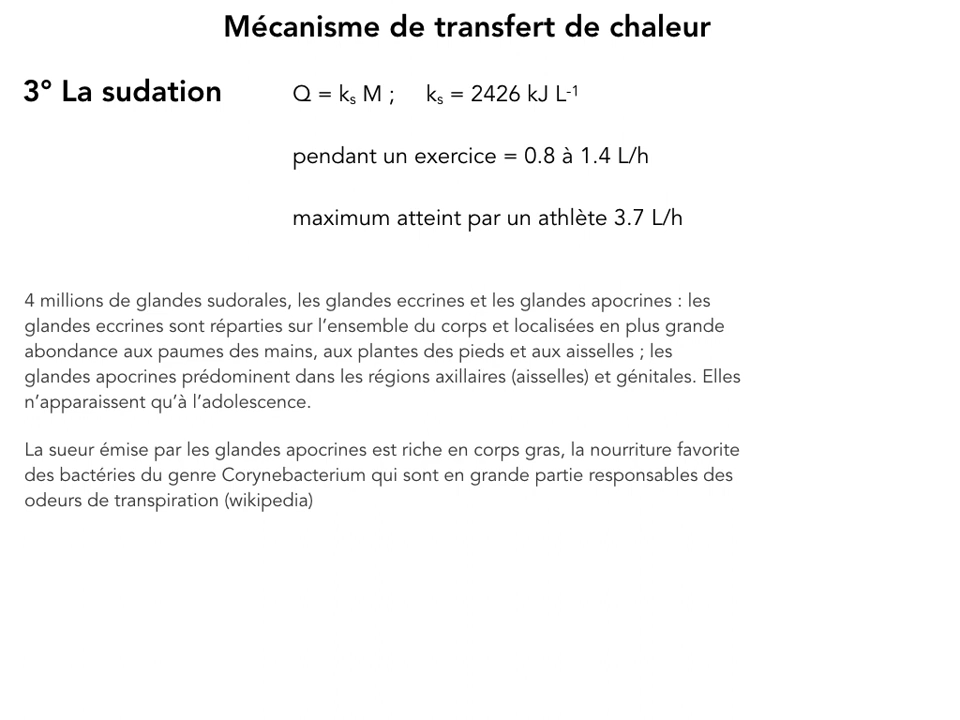 Mécanisme de transfert de chaleur
3° La sudation
Q = kₛ M ; kₛ = 2426 kJ L⁻¹
pendant un exercice = 0.8 à 1.4 L/h
maximum atteint par un athlète 3.7 L/h
4 millions de glandes sudorales, les glandes eccrines et les glandes apocrines : les
glandes eccrines sont réparties sur l’ensemble du corps et localisées en plus grande
abondance aux paumes des mains, aux plantes des pieds et aux aisselles ; les
glandes apocrines prédominent dans les régions axillaires (aisselles) et génitales. Elles
n’apparaissent qu’à l’adolescence.
La sueur émise par les glandes apocrines est riche en corps gras, la nourriture favorite
des bactéries du genre Corynebacterium qui sont en grande partie responsables des
odeurs de transpiration (wikipedia)